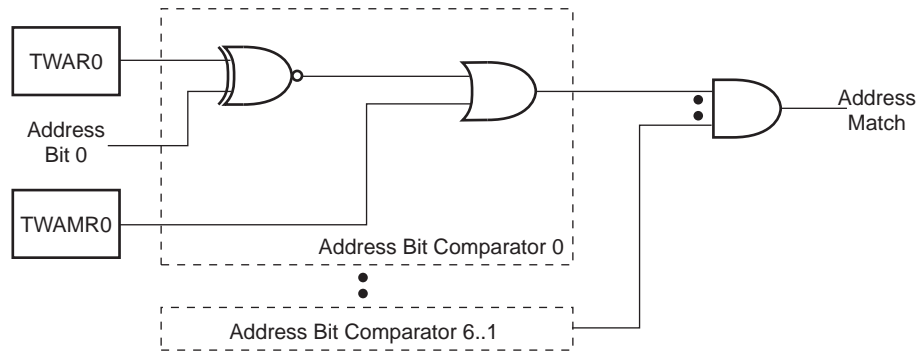 TWAR0
Address
Bit 0
Address
Match
TWAMR0
Address Bit Comparator 0
Address Bit Comparator 6..1